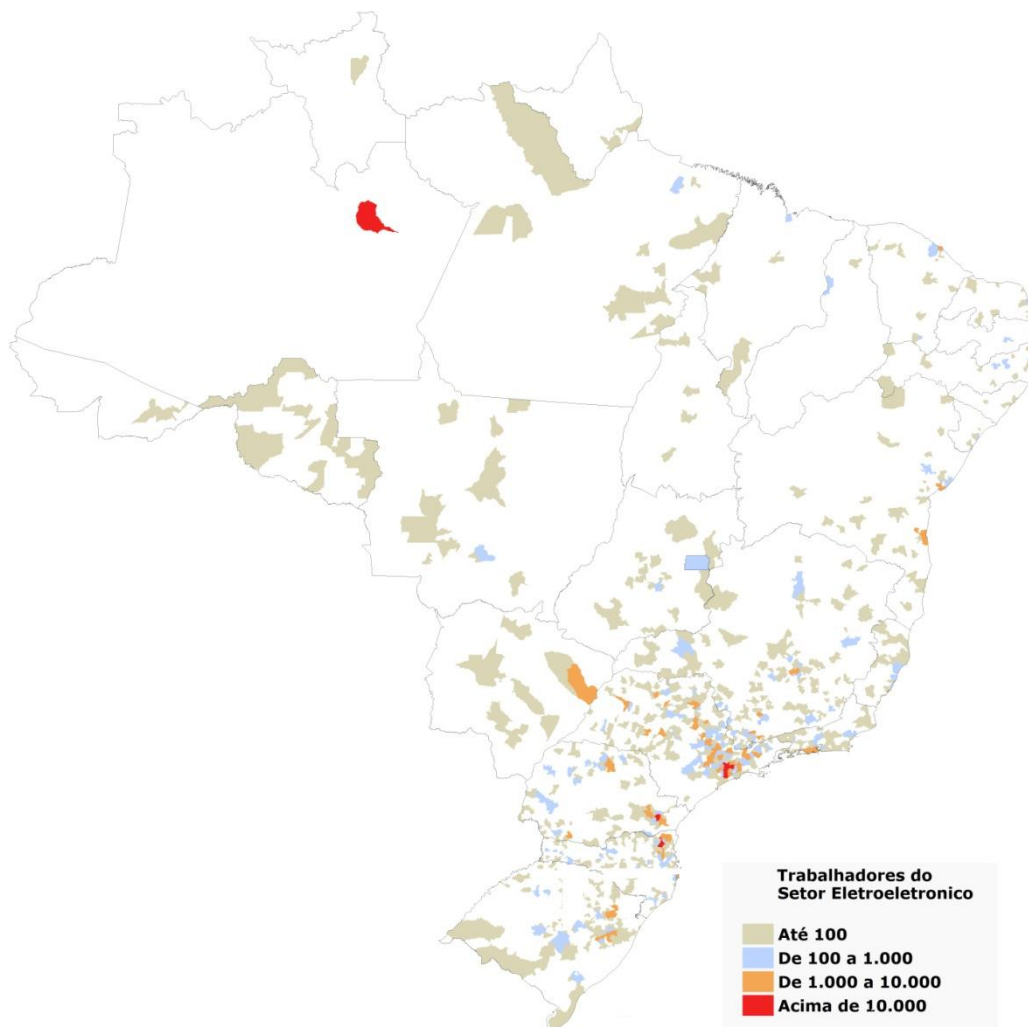 Trabalhadores do
Setor Eletroeletronico
Até 100
De 100 a 1.000
De 1.000 a 10.000
Acima de 10.000